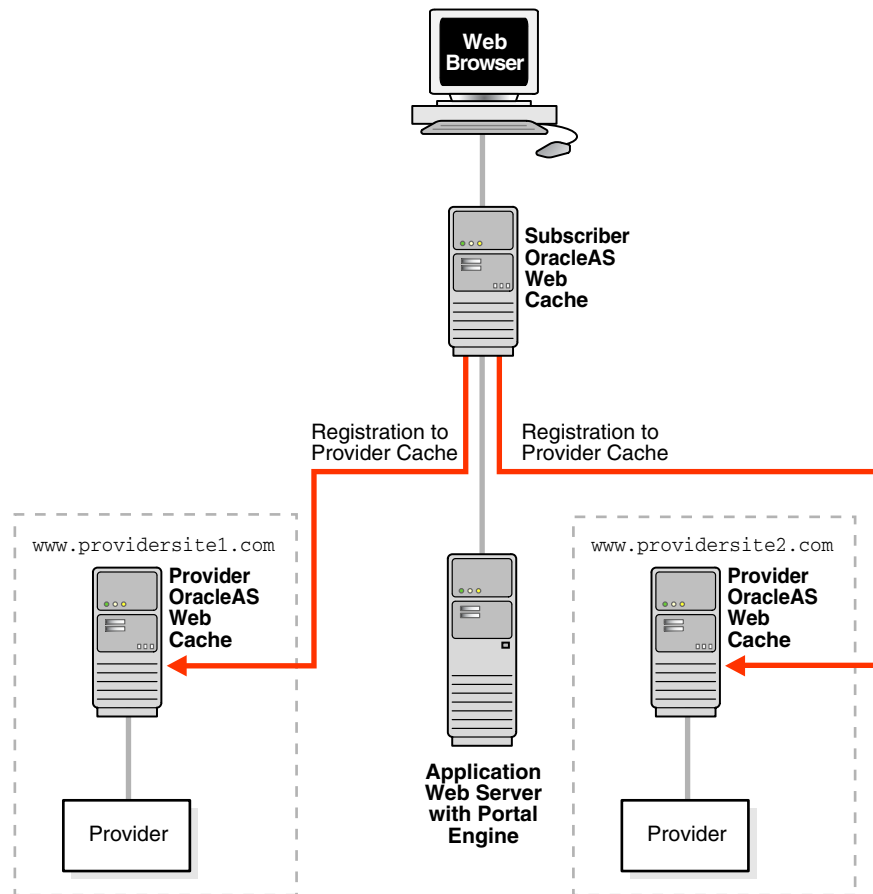 Web
Browser
Subscriber
OracleAS
Web
Cache
Registration to
Provider Cache
Registration to
Provider Cache
www.providersite1.com
Provider
OracleAS
Web
Cache
Provider
www.providersite2.com
Provider
OracleAS
Web
Cache
Provider
Application
Web Server
with Portal
Engine